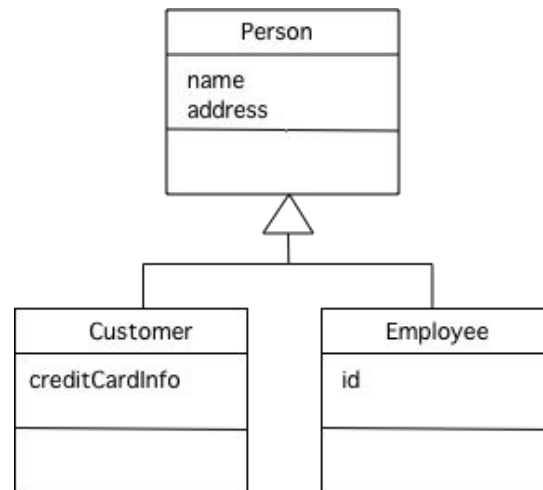 Person
name
address
Customer
Employee
creditCardInfo
id